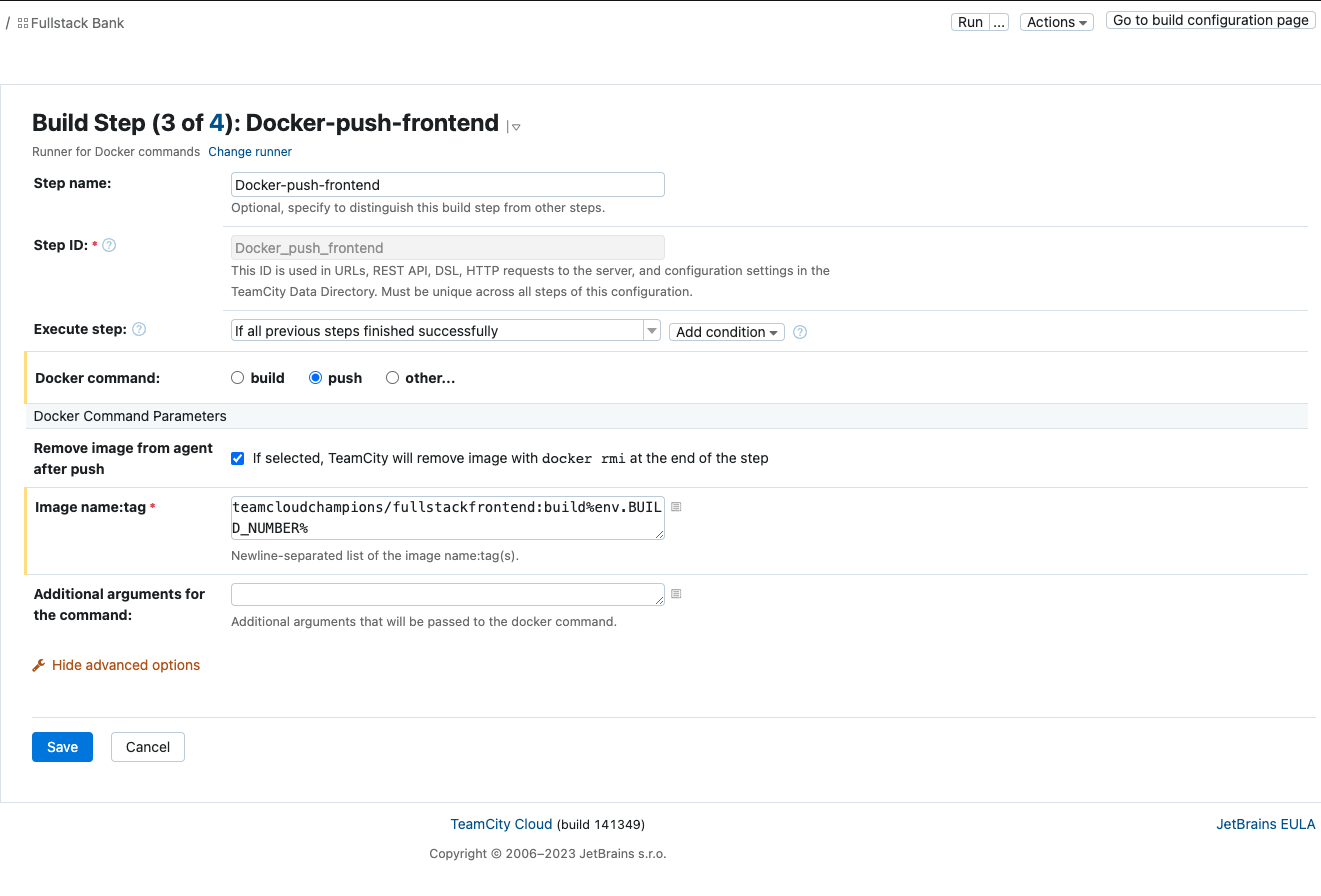 / Fullstack Bank
Run ... Actions Go to build configuration page
Build Step (3 of 4): Docker-push-frontend
Runner for Docker commands Change runner
Step name:
Docker-push-frontend
Optional, specify to distinguish this build step from other steps.
Step ID: * ?
Docker_push_frontend
This ID is used in URLs, REST API, DSL, HTTP requests to the server, and configuration settings in the
TeamCity Data Directory. Must be unique across all steps of this configuration.
Execute step: ?
If all previous steps finished successfully
Add condition ?
Docker command:
build push other...
Docker Command Parameters
Remove image from agent
after push
If selected, TeamCity will remove image with docker rmi at the end of the step
Image name:tag *
teamcloudchampions/fullstackfrontend:build%env.BUIL
D_NUMBER%
Newline-separated list of the image name:tag(s).
Additional arguments for
the command:
Additional arguments that will be passed to the docker command.
Hide advanced options
Save Cancel
TeamCity Cloud (build 141349)
JetBrains EULA
Copyright © 2006–2023 JetBrains s.r.o.